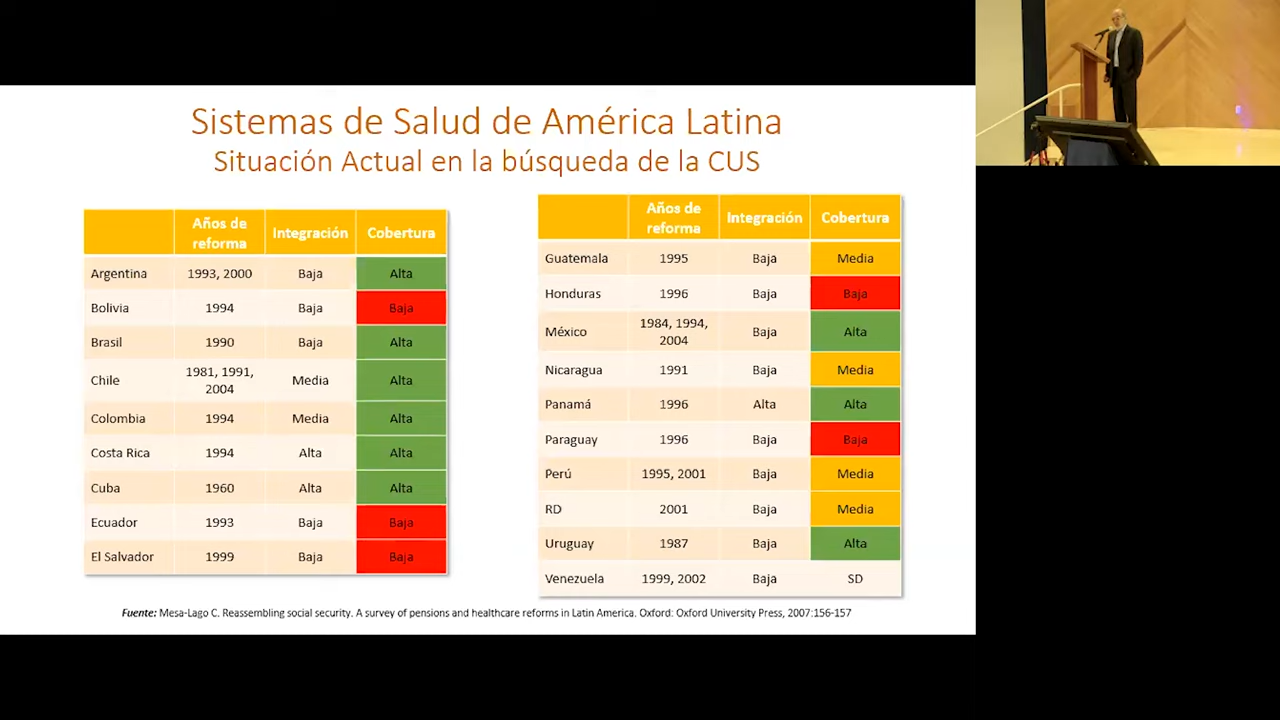 Sistemas de Salud de América Latina
Situación Actual en la búsqueda de la CUS
Años de reforma Integración Cobertura
Argentina 1993, 2000 Baja Alta
Bolivia 1994 Baja Baja
Brasil 1990 Baja Alta
Chile 1981, 1991, 2004 Media Alta
Colombia 1994 Media Alta
Costa Rica 1994 Alta Alta
Cuba 1960 Alta Alta
Ecuador 1993 Baja Baja
El Salvador 1999 Baja Baja
Años de reforma Integración Cobertura
Guatemala 1995 Baja Media
Honduras 1996 Baja Baja
México 1984, 1994, 2004 Baja Alta
Nicaragua 1991 Baja Media
Panamá 1996 Alta Alta
Paraguay 1996 Baja Baja
Perú 1995, 2001 Baja Media
RD 2001 Baja Media
Uruguay 1987 Baja Alta
Venezuela 1999, 2002 Baja SD
Fuente: Mesa-Lago C. Reassembling social security. A survey of pensions and healthcare reforms in Latin America. Oxford: Oxford University Press, 2007:156-157